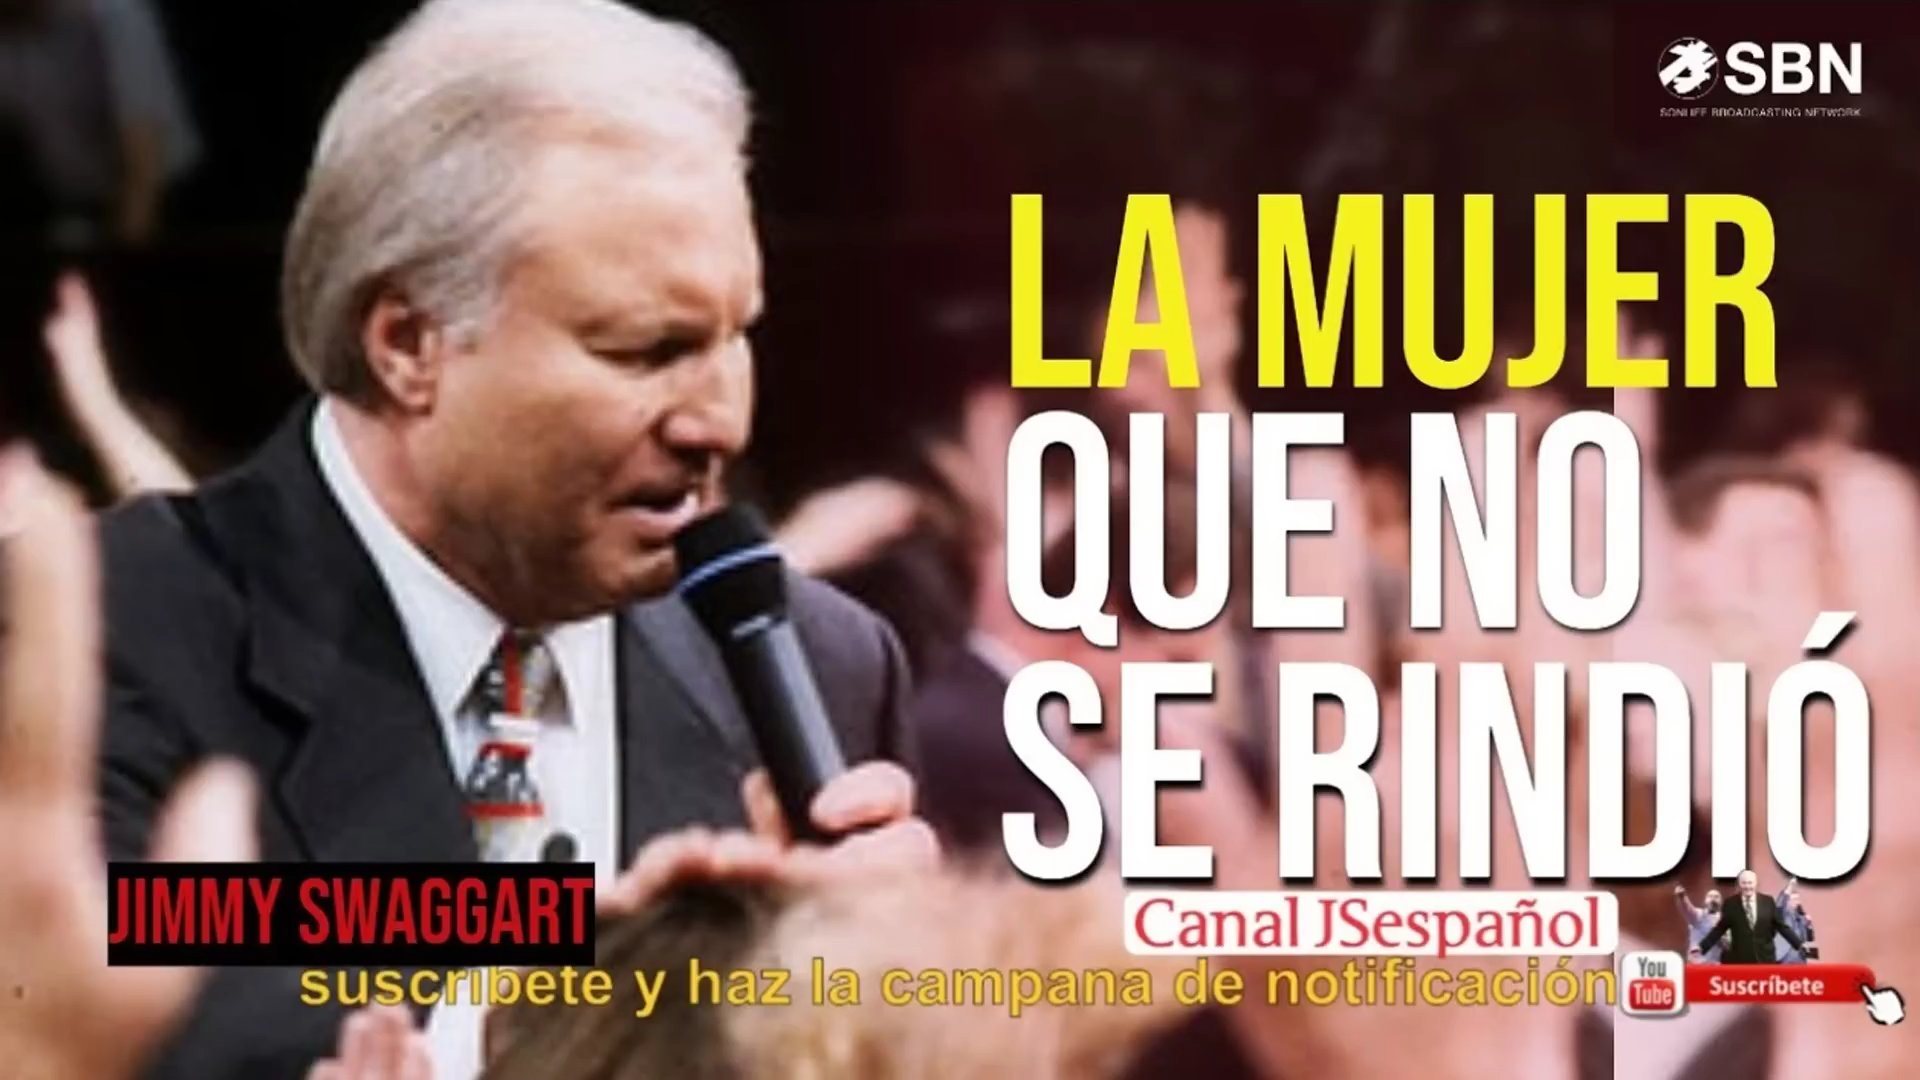 SBN
SONLIFE BROADCASTING NETWORK
LA MUJER
QUE NO
SE RINDIÓ
JIMMY SWAGGART
Canal JSespañol
suscribete y haz la campana de notificación
You
Tube
Suscríbete